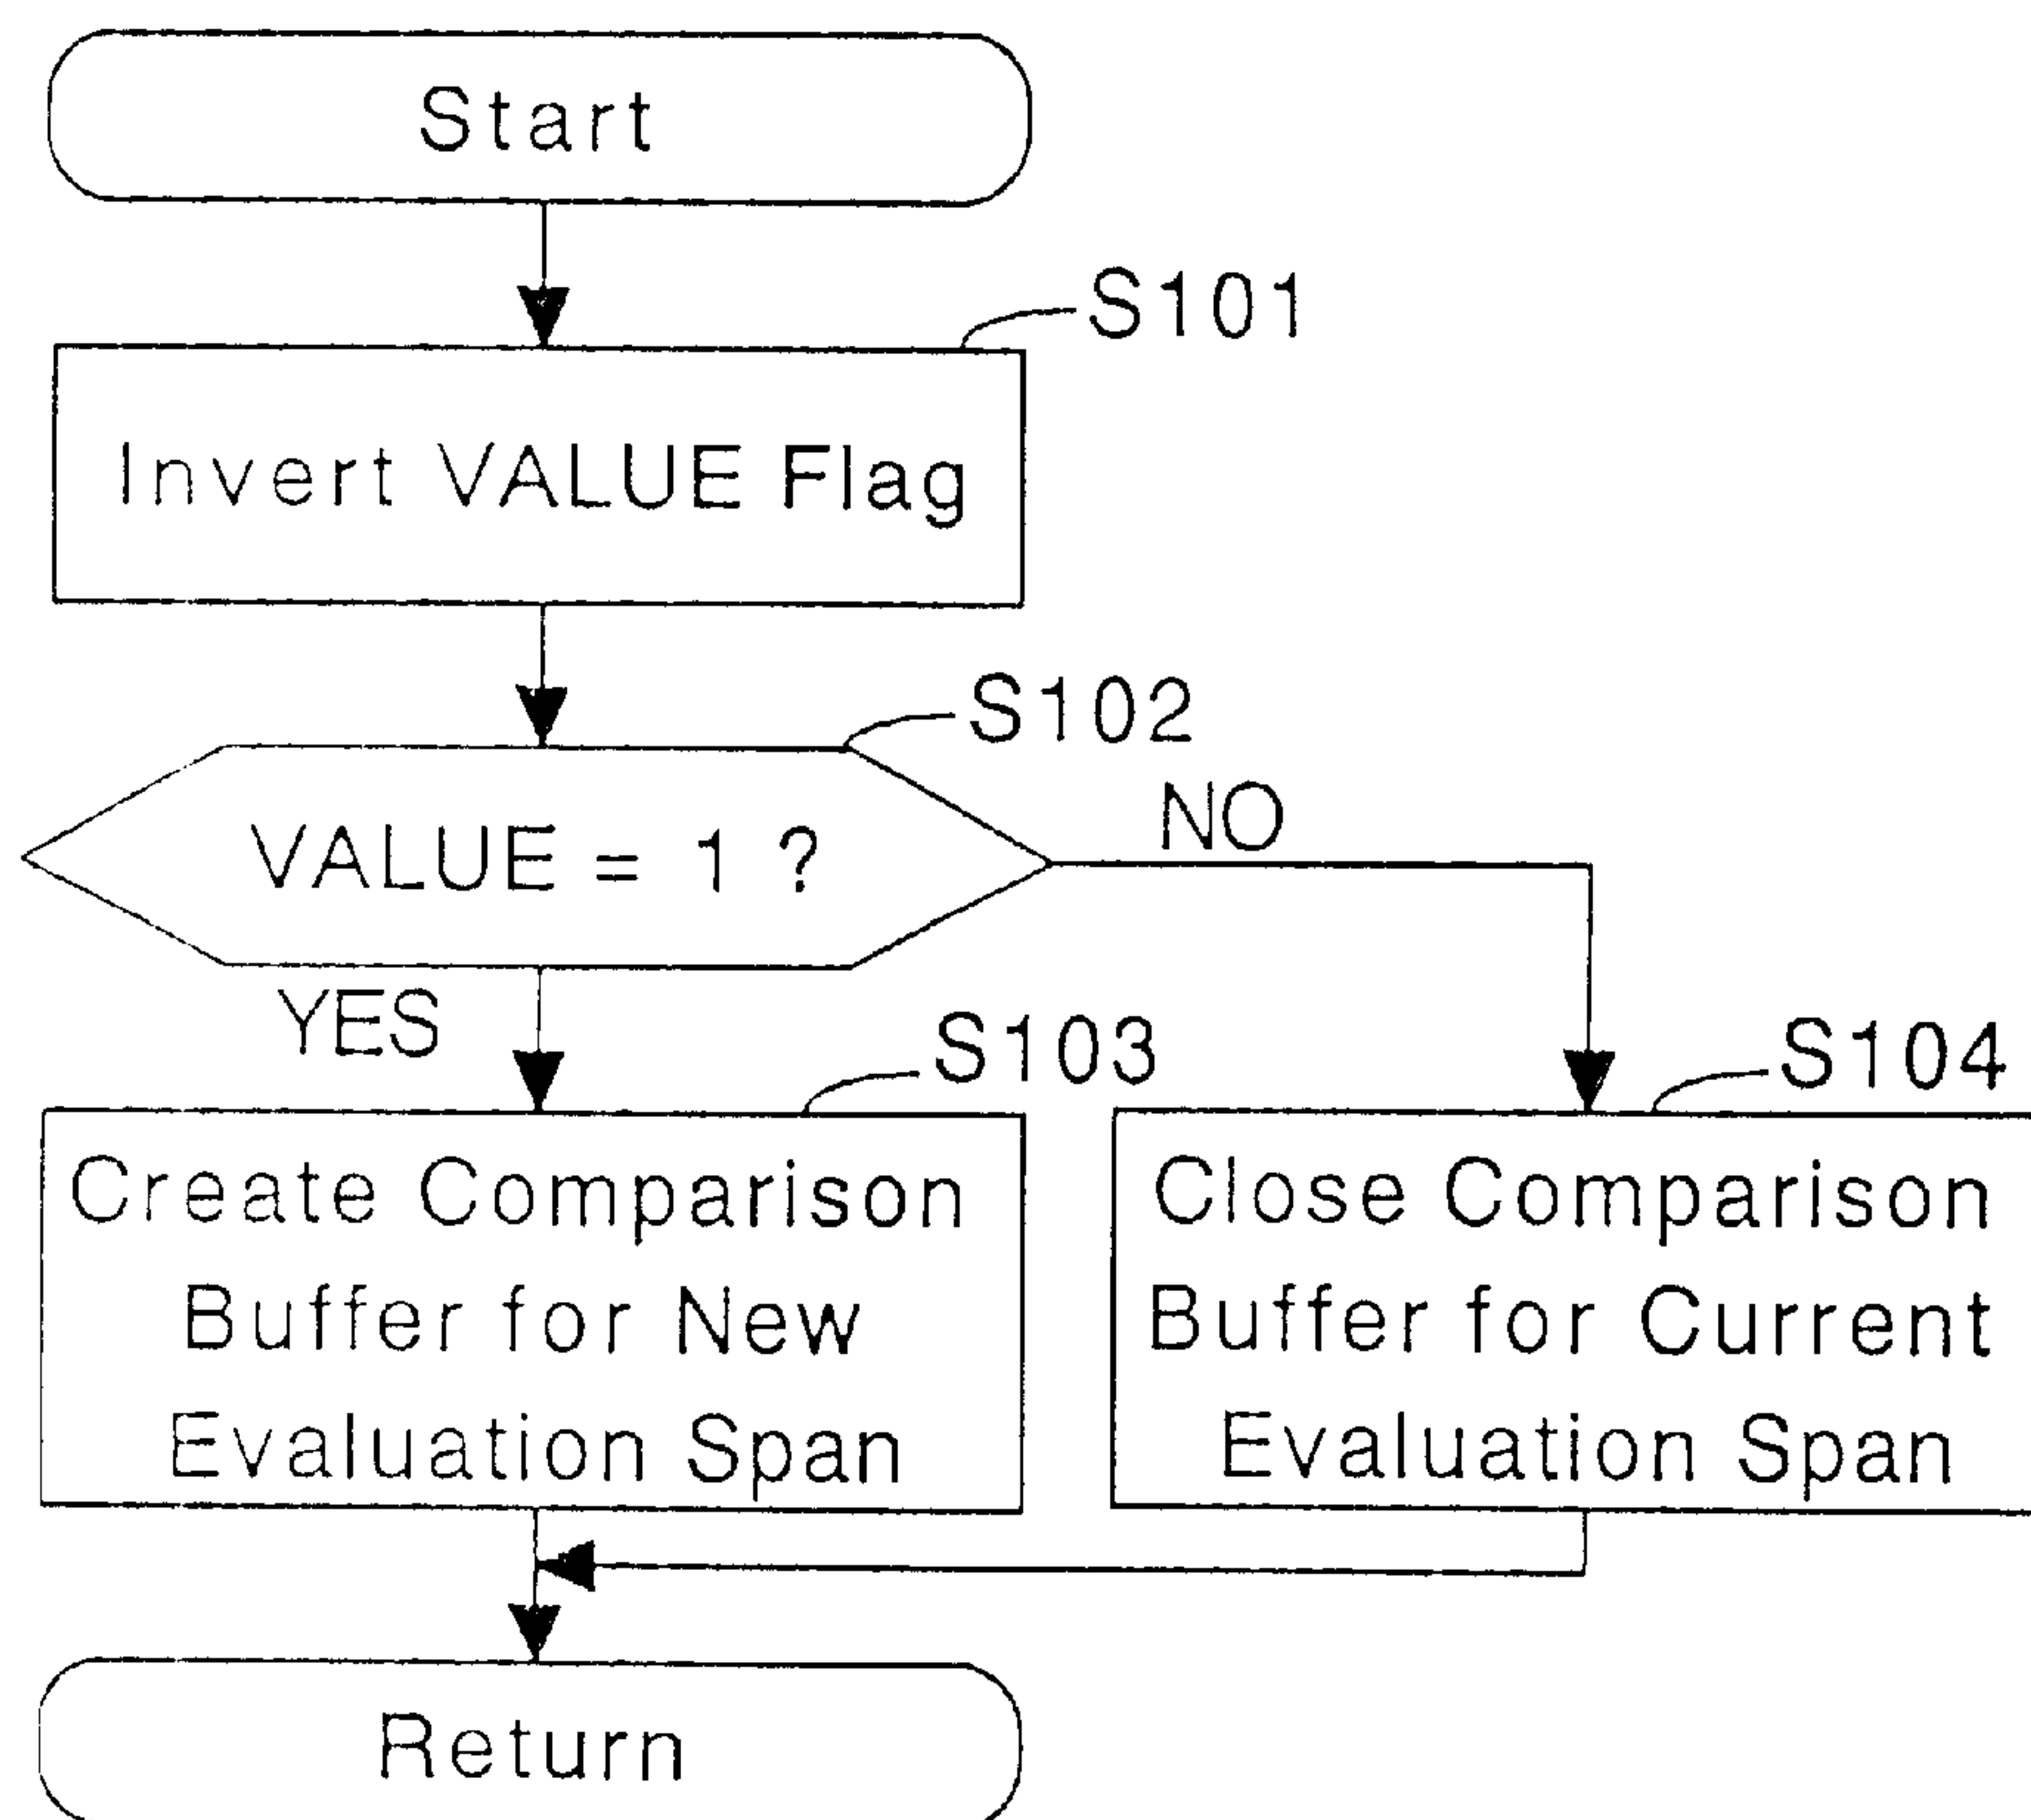 Start
S101
Invert VALUE Flag
S102
VALUE = 1 ?
NO
YES
S103
Create Comparison
Buffer for New
Evaluation Span
S104
Close Comparison
Buffer for Current
Evaluation Span
Return